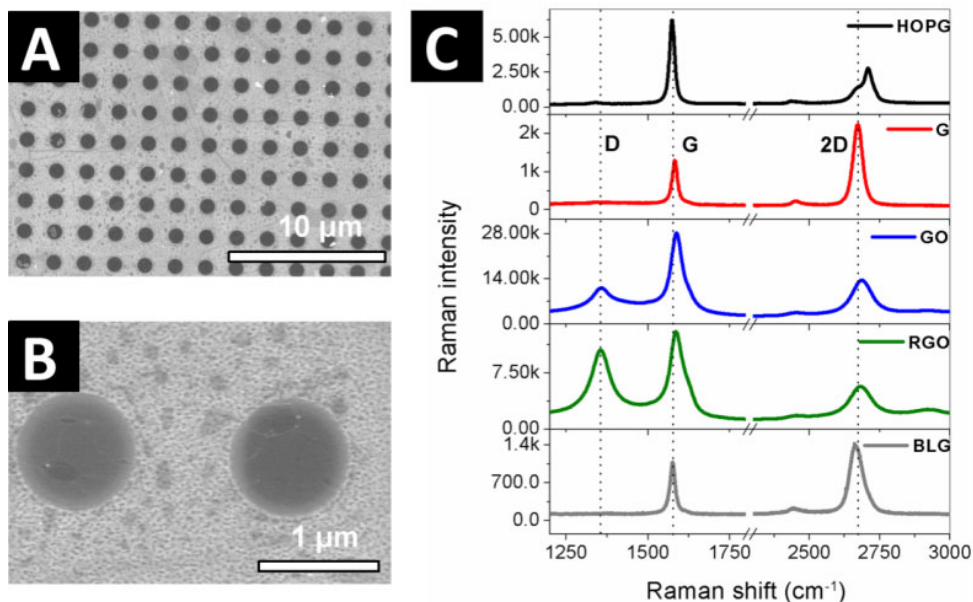 A
10 μm
B
1 μm
C
Raman intensity
5.00k
2.50k
0.00
HOPG
2k
1k
0
D
G
2D
G
28.00k
14.00k
0.00
GO
7.50k
0.00
RGO
1.4k
700.0
0.0
BLG
1250
1500
1750
2500
2750
3000
Raman shift (cm⁻¹)